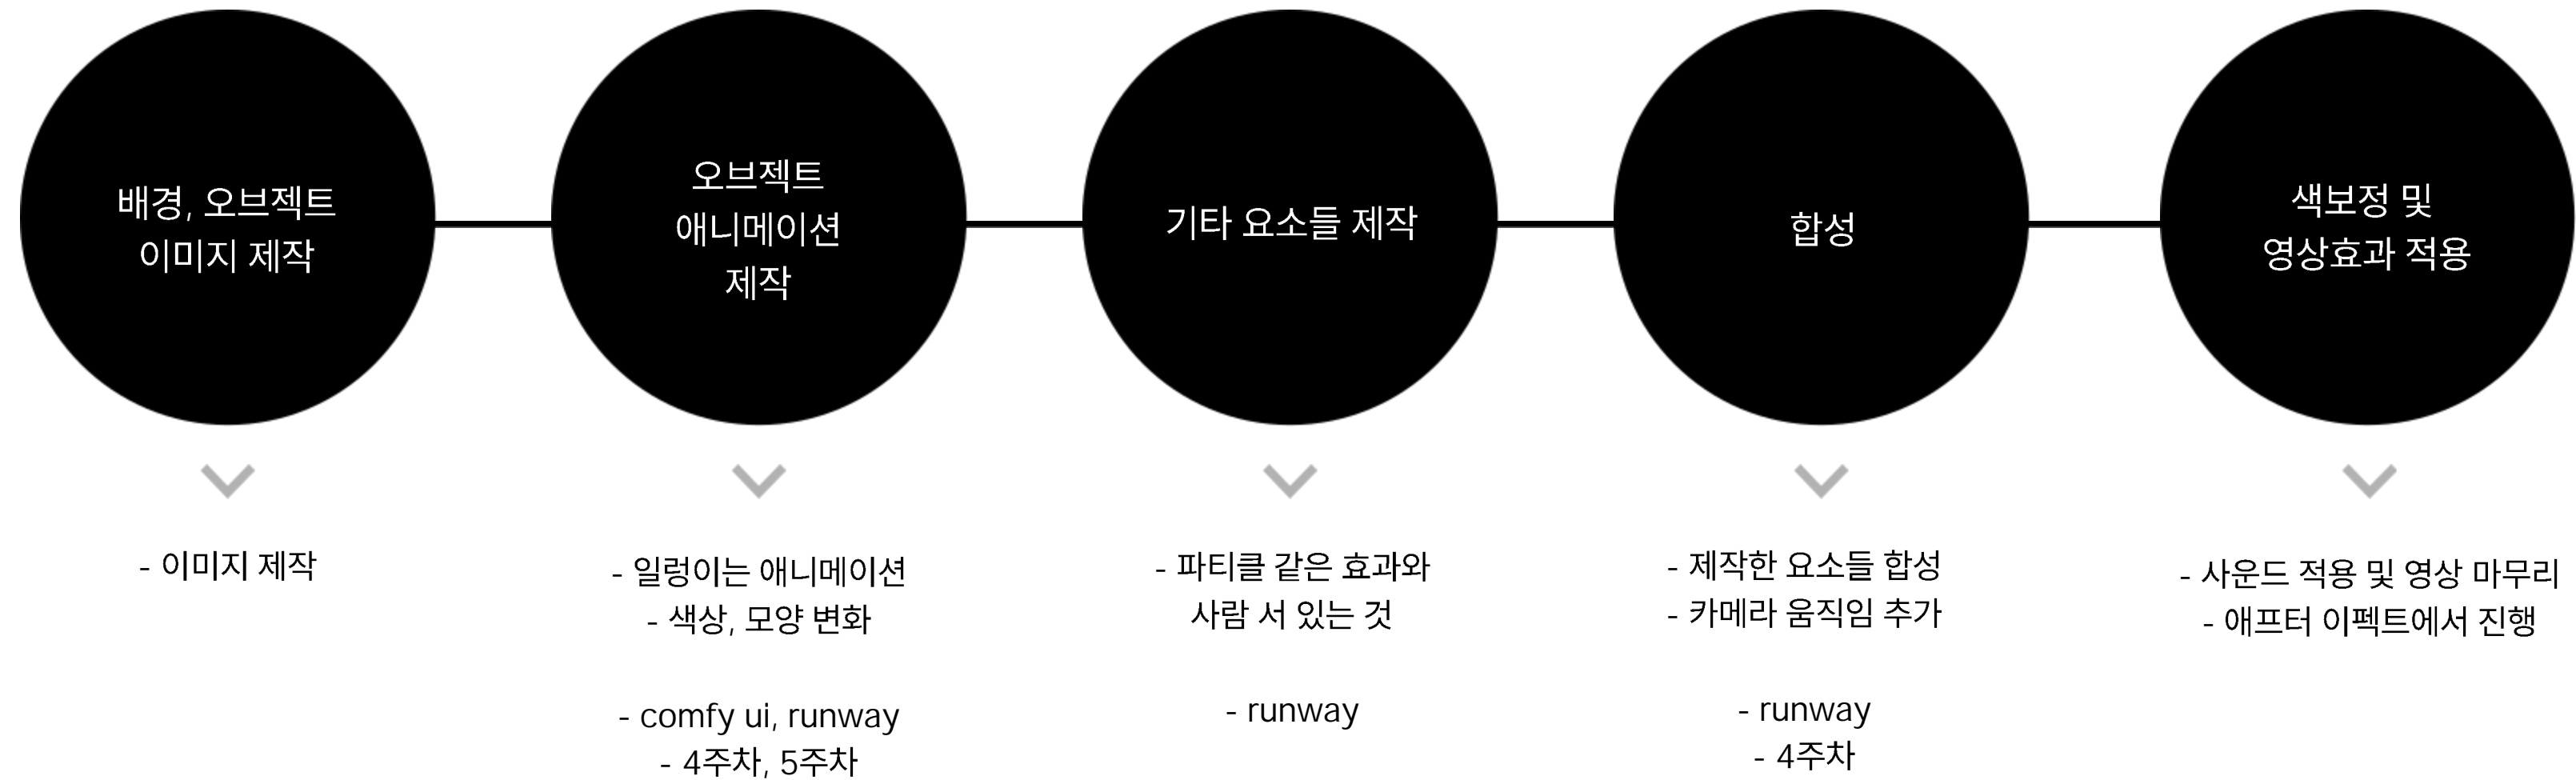 배경, 오브젝트
이미지 제작
오브젝트
애니메이션
제작
기타 요소들 제작
합성
색보정 및
영상효과 적용
- 이미지 제작
- 일렁이는 애니메이션
- 색상, 모양 변화
- comfy ui, runway
- 4주차, 5주차
- 파티클 같은 효과와
사람 서 있는 것
- runway
- 제작한 요소들 합성
- 카메라 움직임 추가
- runway
- 4주차
- 사운드 적용 및 영상 마무리
- 애프터 이펙트에서 진행